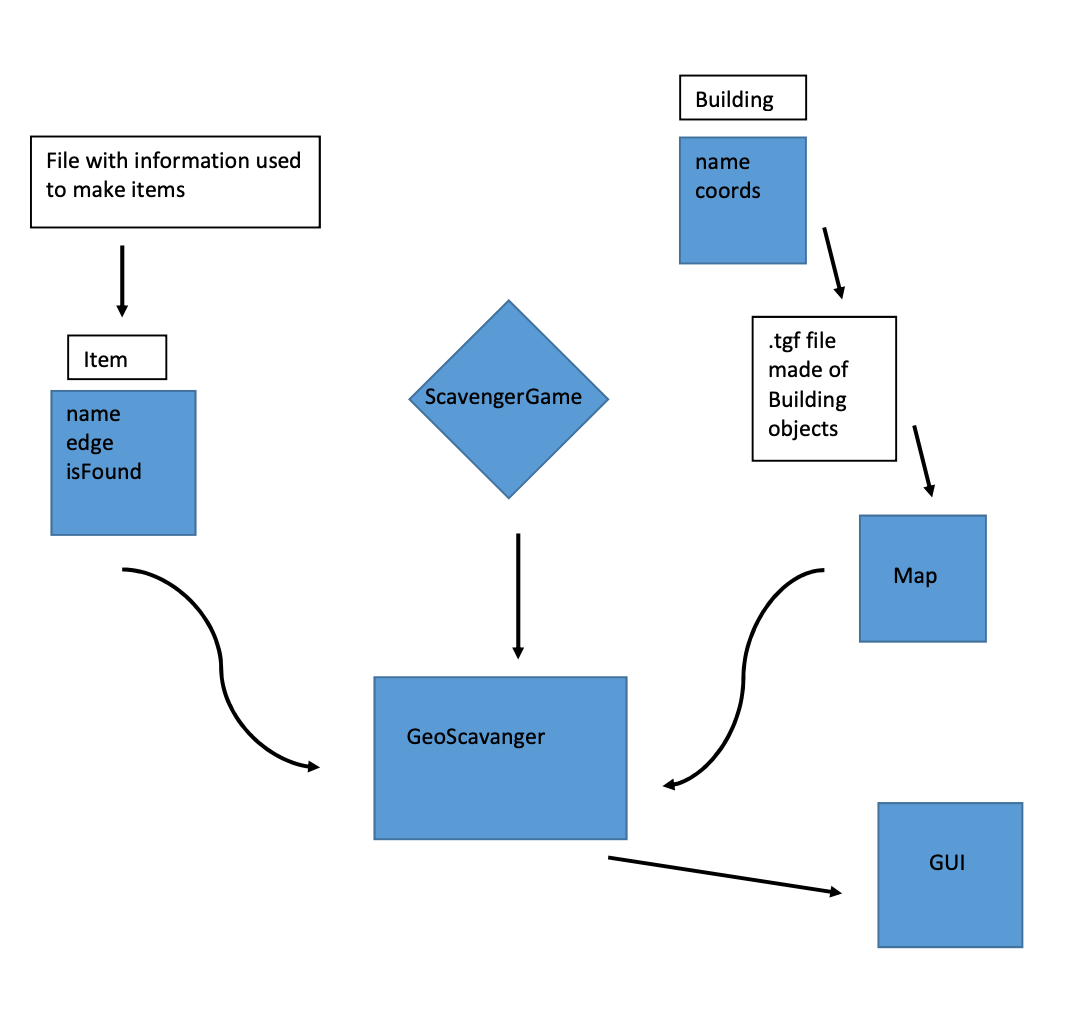 Building
name
coords
File with information used
to make items
.tgf file
made of
Building
objects
Item
name
edge
isFound
ScavengerGame
Map
GeoScavanger
GUI